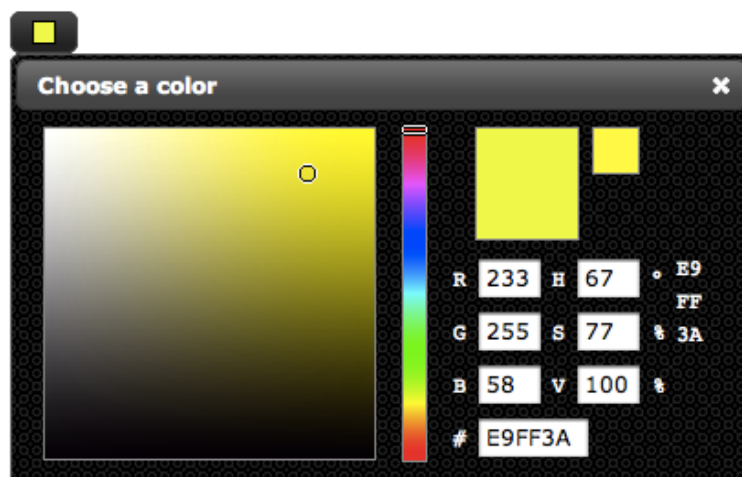 Choose a color ×
R 233 H 67 ° E9
FF
G 255 S 77 % 3A
B 58 V 100 %
# E9FF3A